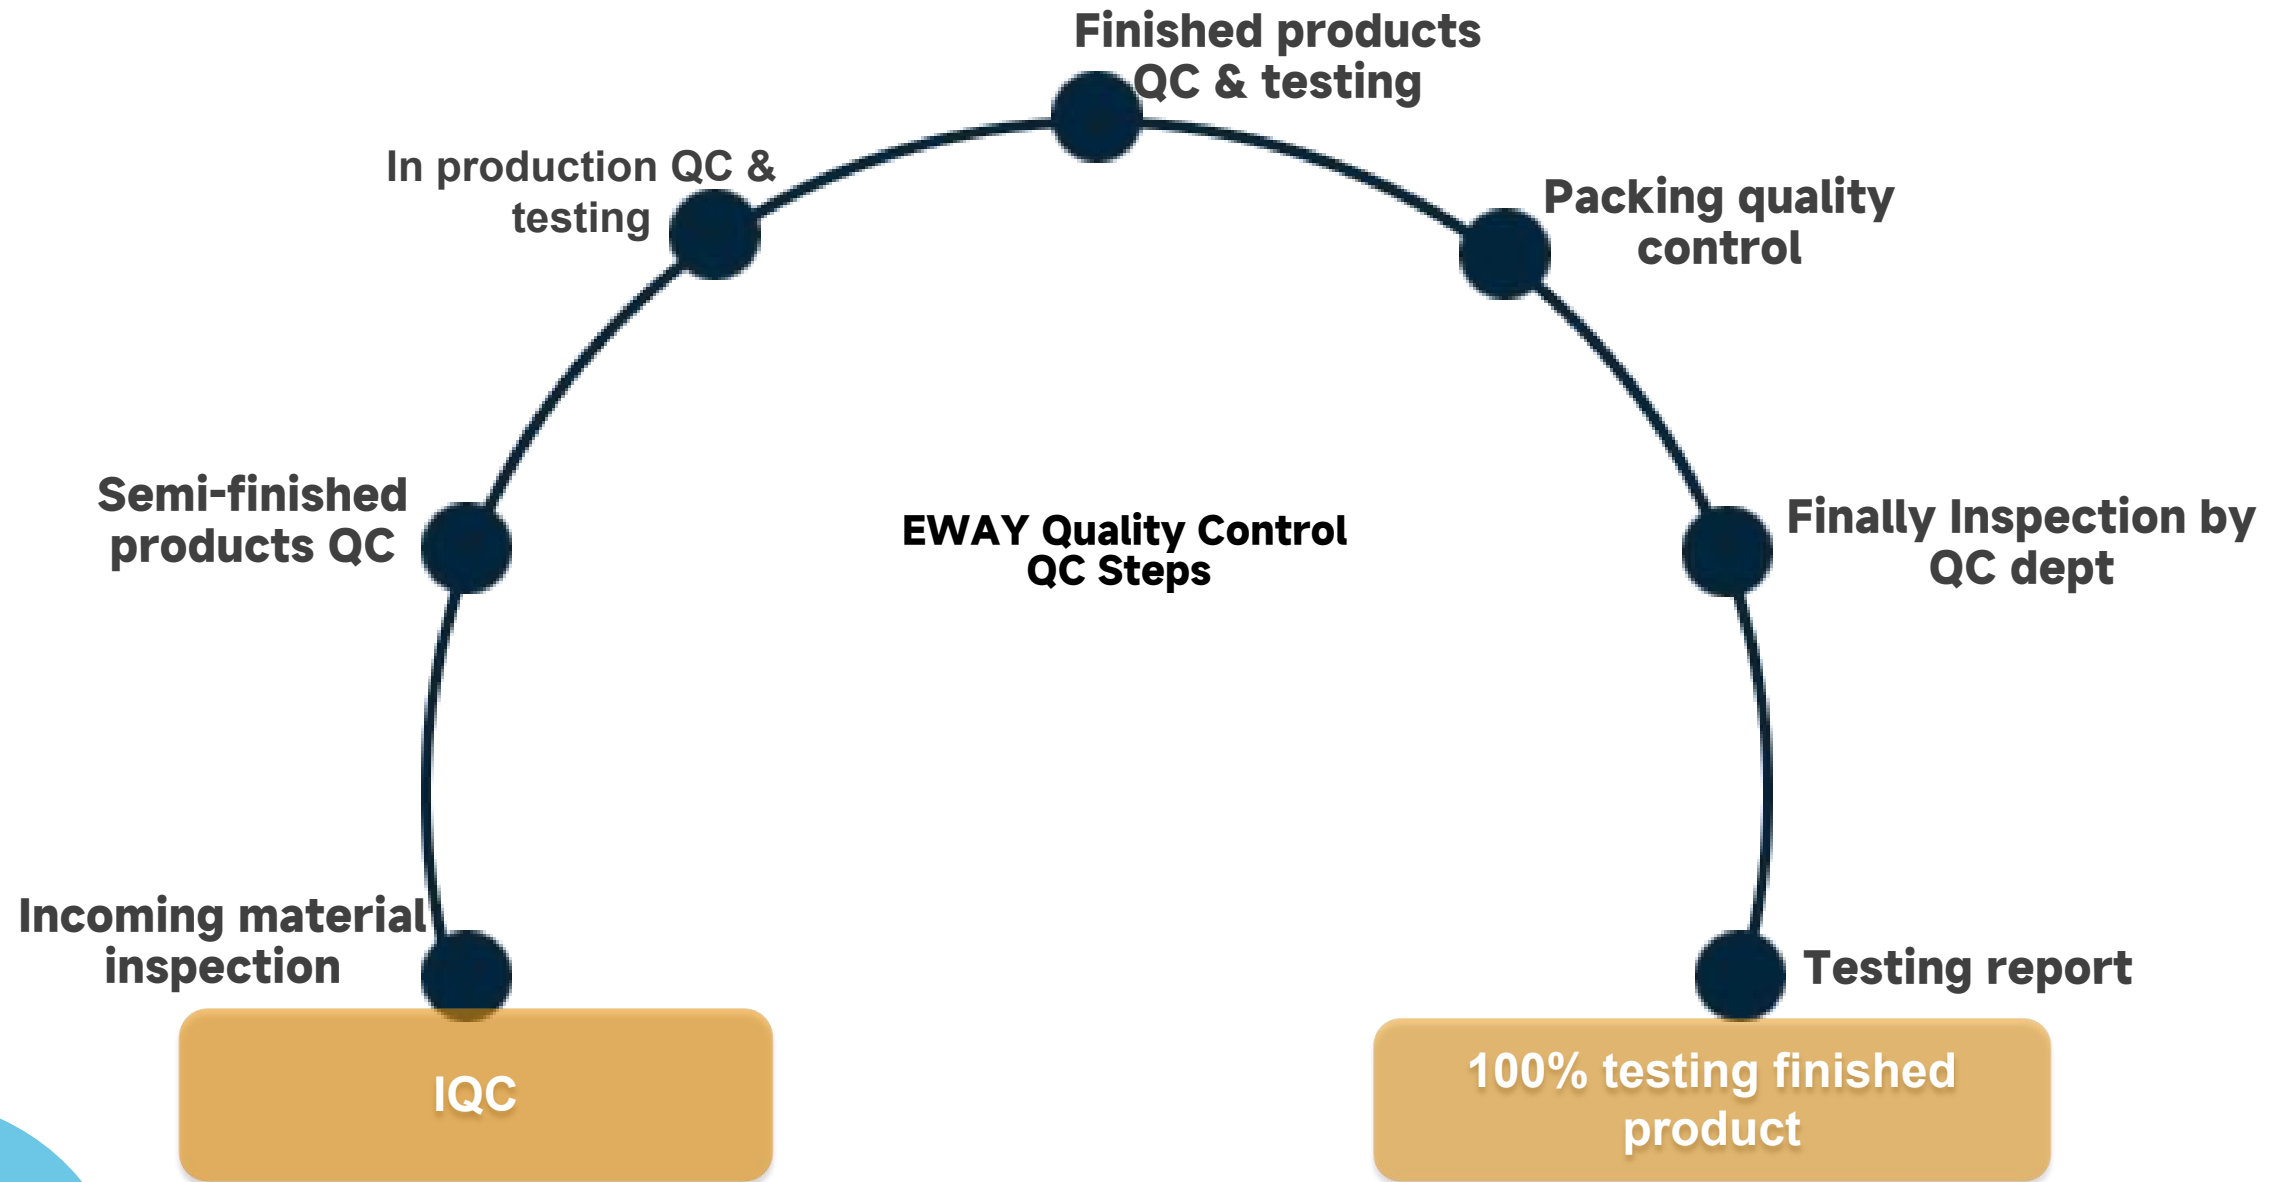 Finished products
QC & testing
In production QC &
testing
Packing quality
control
Semi-finished
products QC
EWAY Quality Control
QC Steps
Finally Inspection by
QC dept
Incoming material
inspection
Testing report
IQC
100% testing finished
product